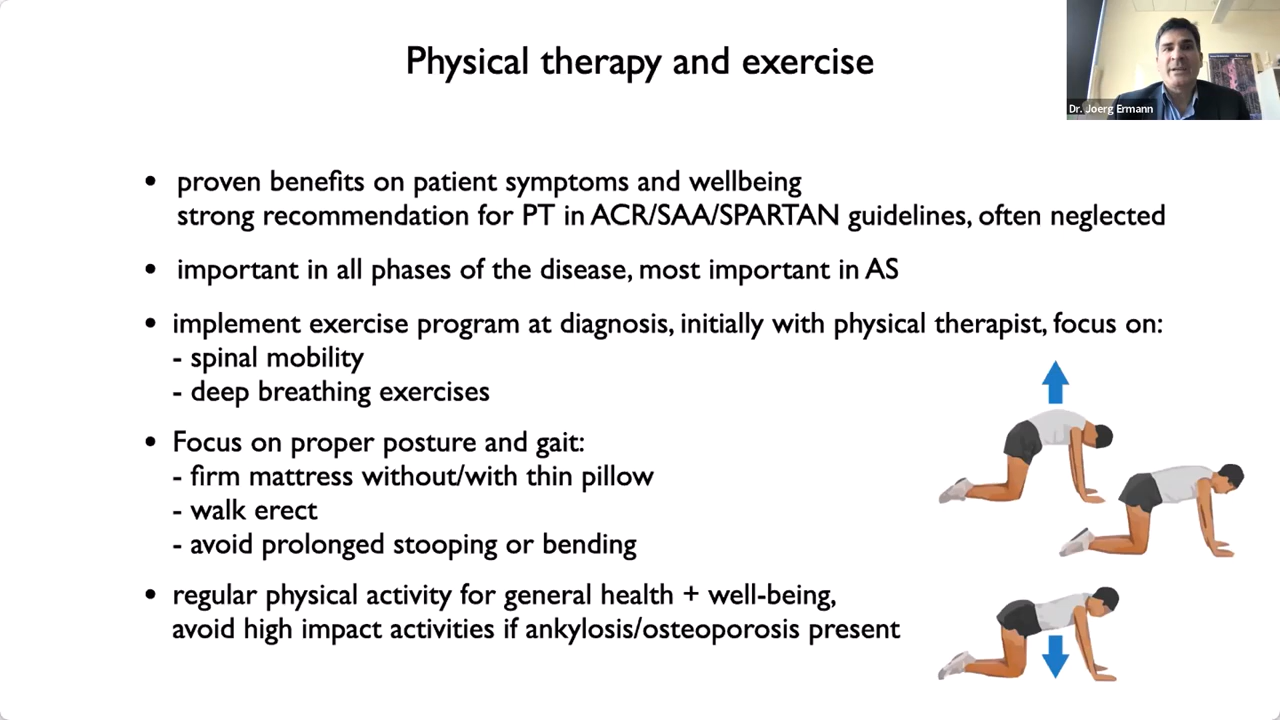 Physical therapy and exercise
Dr. Joerg Ermann
• proven benefits on patient symptoms and wellbeing
strong recommendation for PT in ACR/SAA/SPARTAN guidelines, often neglected
• important in all phases of the disease, most important in AS
• implement exercise program at diagnosis, initially with physical therapist, focus on:
- spinal mobility
- deep breathing exercises
• Focus on proper posture and gait:
- firm mattress without/with thin pillow
- walk erect
- avoid prolonged stooping or bending
• regular physical activity for general health + well-being,
avoid high impact activities if ankylosis/osteoporosis present